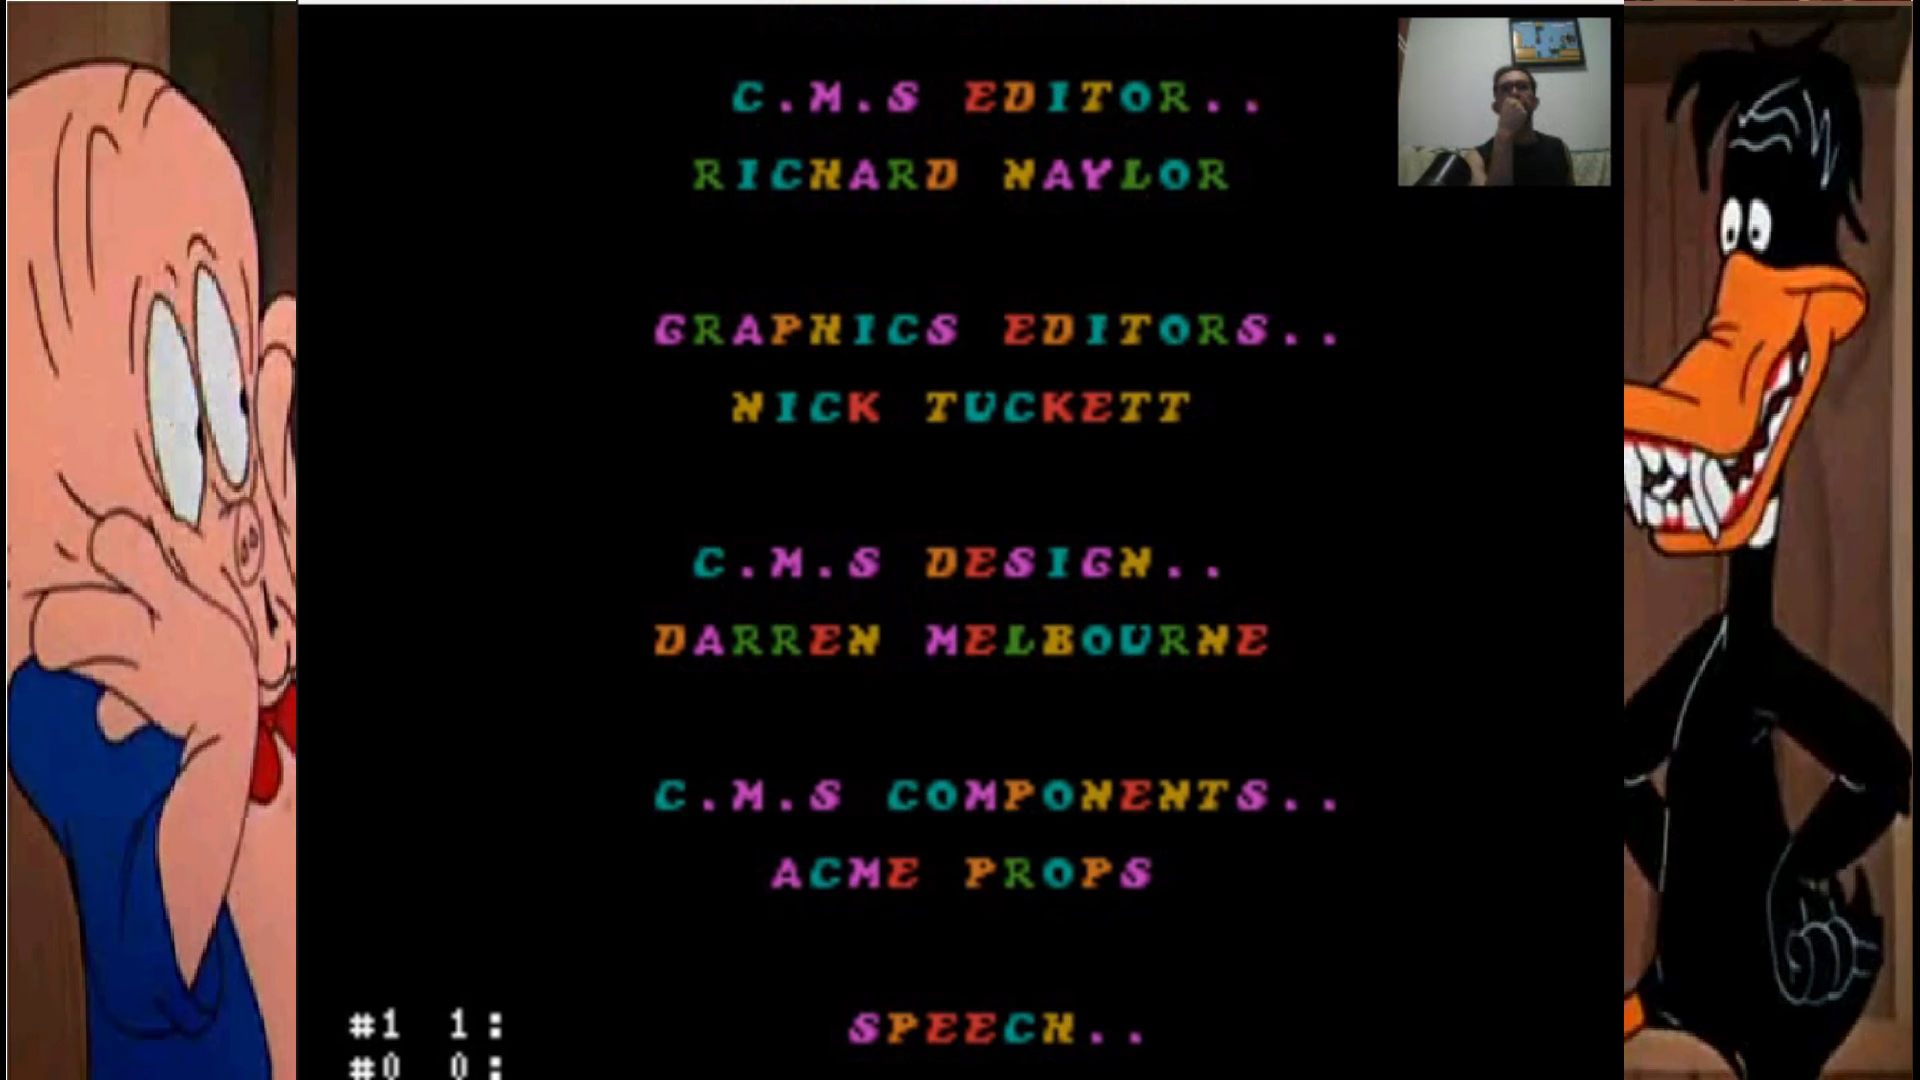 C.M.S EDITOR..
RICHARD NAYLOR
GRAPHICS EDITORS..
NICK TUCKETT
C.M.S DESIGN..
DARREN MELBOURNE
C.M.S COMPONENTS..
ACME PROPS
SPEECH..
#1 1:
#0 0: